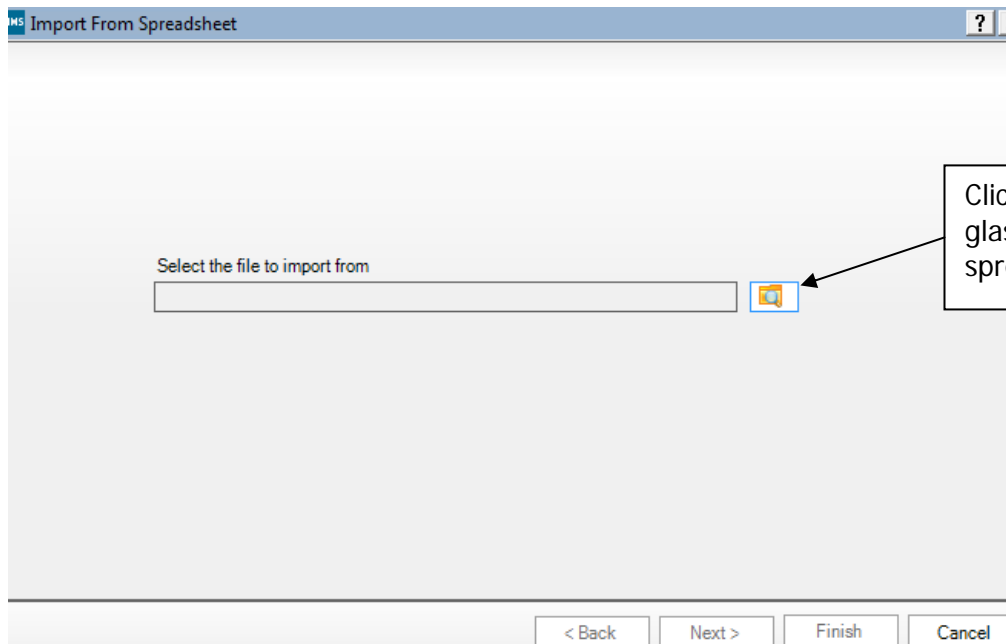 Import From Spreadsheet
?
Select the file to import from
< Back
Next >
Finish
Cancel